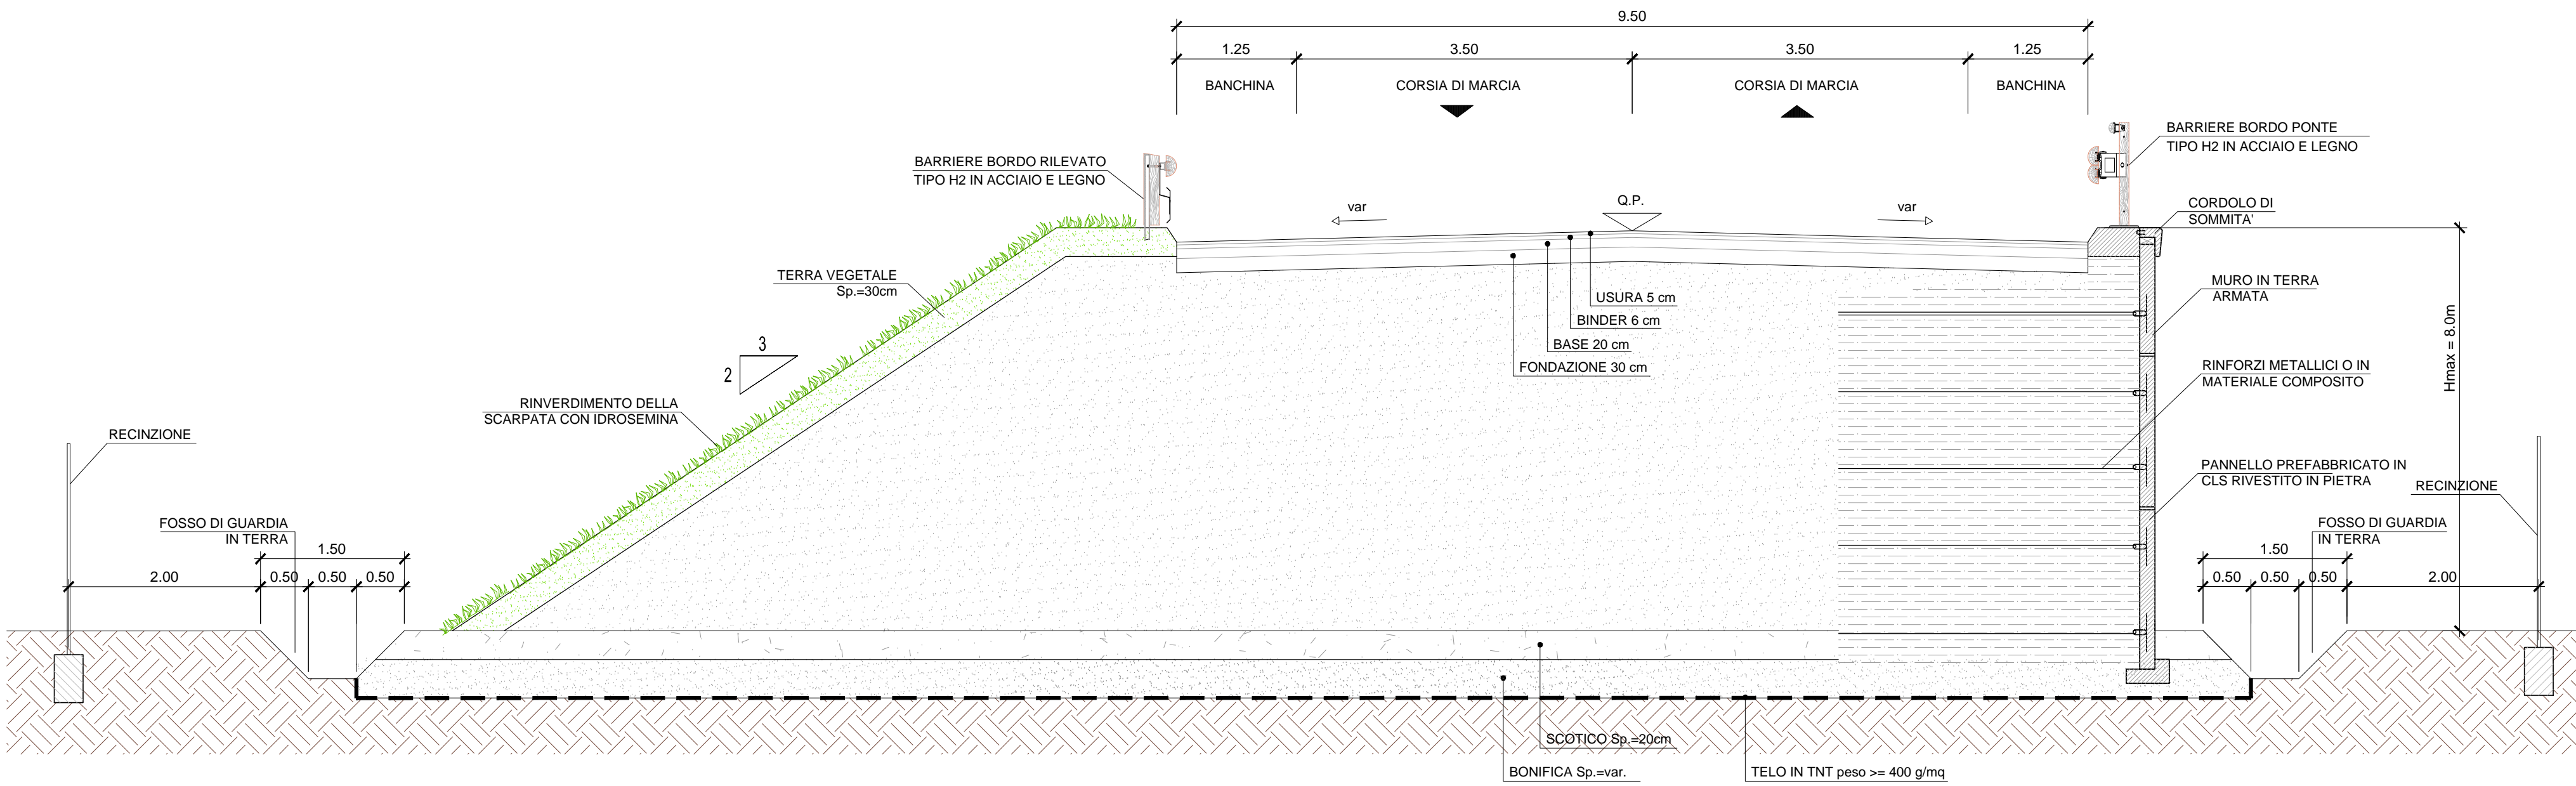 9.50
1.25
3.50
3.50
1.25
BANCHINA
CORSIA DI MARCIA
CORSIA DI MARCIA
BANCHINA
BARRIERE BORDO RILEVATO
TIPO H2 IN ACCIAIO E LEGNO
BARRIERE BORDO PONTE
TIPO H2 IN ACCIAIO E LEGNO
var
Q.P.
var
CORDOLO DI
SOMMITA'
TERRA VEGETALE
Sp.=30cm
USURA 5 cm
BINDER 6 cm
BASE 20 cm
FONDAZIONE 30 cm
MURO IN TERRA
ARMATA
Hmax = 8.0m
3
2
RINFORZI METALLICI O IN
MATERIALE COMPOSITO
RINVERDIMENTO DELLA
SCARPATA CON IDROSEMINA
RECINZIONE
PANNELLO PREFABBRICATO IN
CLS RIVESTITO IN PIETRA
RECINZIONE
FOSSO DI GUARDIA
IN TERRA
1.50
2.00
0.50
0.50
0.50
FOSSO DI GUARDIA
IN TERRA
1.50
0.50
0.50
0.50
2.00
SCOTICO Sp.=20cm
BONIFICA Sp.=var.
TELO IN TNT peso >= 400 g/mq